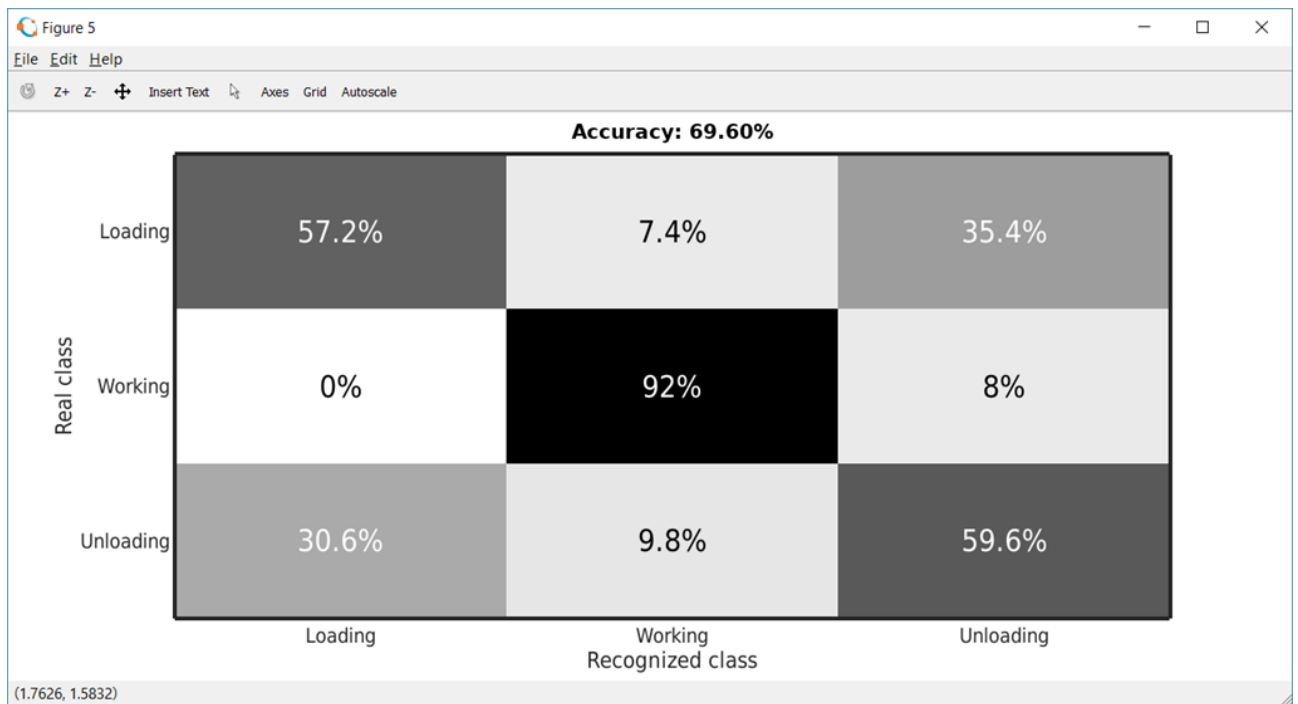 Figure 5
File Edit Help
Z+ Z- Insert Text Axes Grid Autoscale
Accuracy: 69.60%
Loading 57.2% 7.4% 35.4%
Real class
Working 0% 92% 8%
Unloading 30.6% 9.8% 59.6%
Loading Working Unloading
Recognized class
(1.7626, 1.5832)